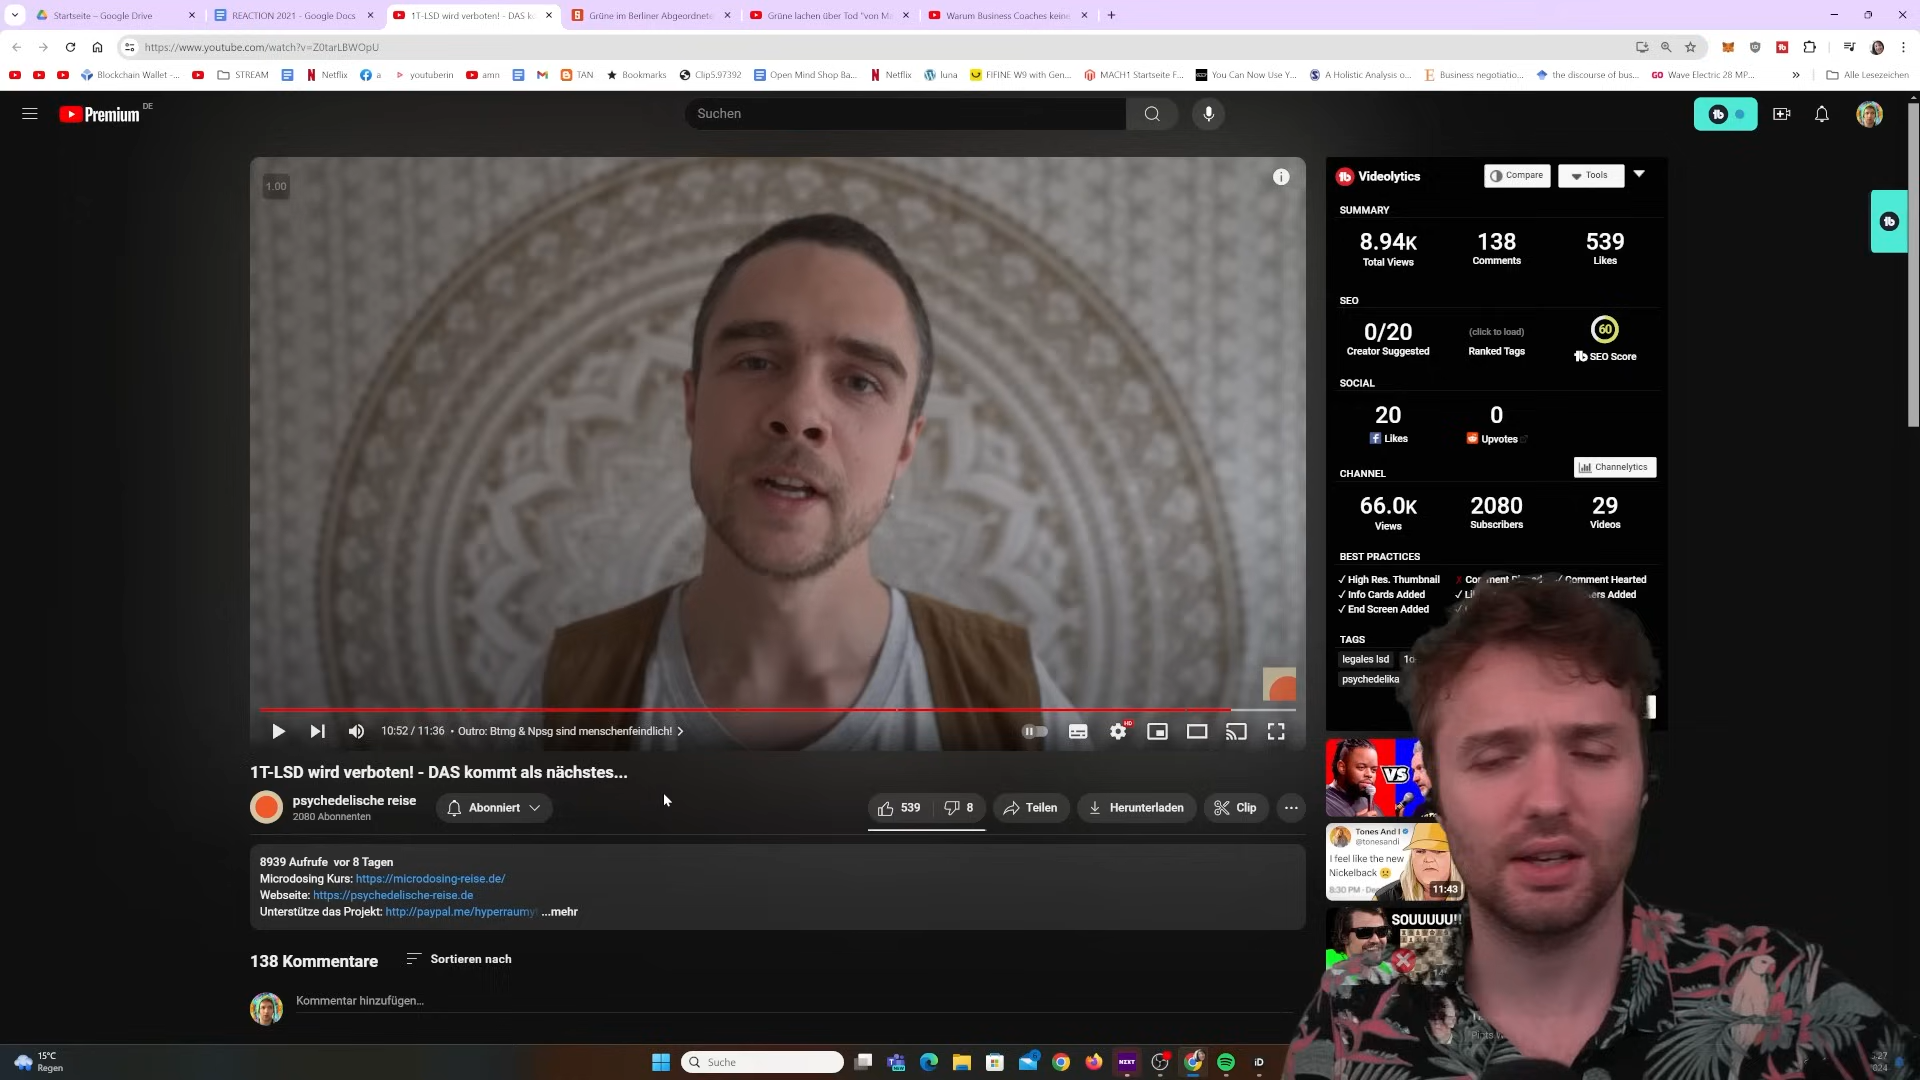 Startseite – Google Drive
REACTION 2021 - Google Docs
1T-LSD wird verboten! - DAS ko
Grüne im Berliner Abgeordnete
Grüne lachen über Tod "von Ma
Warum Business Coaches keine
https://www.youtube.com/watch?v=Z0tarLBWOpU
Blockchain Wallet -...
STREAM
Netflix
a
youtuberin
amn
TAN
Bookmarks
Clip5.97392
Open Mind Shop Ba...
Netflix
luna
FIFINE W9 with Gen...
MACH1 Startseite F...
You Can Now Use Y...
A Holistic Analysis o...
Business negotiatio...
the discourse of bus...
GO Wave Electric 28 MP...
»
Alle Lesezeichen
Premium DE
Suchen
1.00
Videolytics
Compare
Tools
SUMMARY
8.94K
138
539
Total Views
Comments
Likes
SEO
0/20
(click to load)
60
Creator Suggested
Ranked Tags
SEO Score
SOCIAL
20
0
Likes
Upvotes
CHANNEL
Channelytics
66.0K
2080
29
Views
Subscribers
Videos
BEST PRACTICES
High Res. Thumbnail
Comment Hearted
Info Cards Added
End Screen Added
TAGS
legales lsd
psychedelika
10:52 / 11:36 • Outro: Btmg & Npsg sind menschenfeindlich!
HD
1T-LSD wird verboten! - DAS kommt als nächstes...
psychedelische reise
2080 Abonnenten
Abonniert
539
8
Teilen
Herunterladen
Clip
8939 Aufrufe vor 8 Tagen
Microdosing Kurs: https://microdosing-reise.de/
Webseite: https://psychedelische-reise.de
Unterstütze das Projekt: http://paypal.me/hyperraumy ...mehr
138 Kommentare
Sortieren nach
Kommentar hinzufügen...
VS
Tones And I
@tonesandi
I feel like the new
Nickelback
11:43
SOUUUUU!!
15°C
Regen
Suche
NEXT
iD